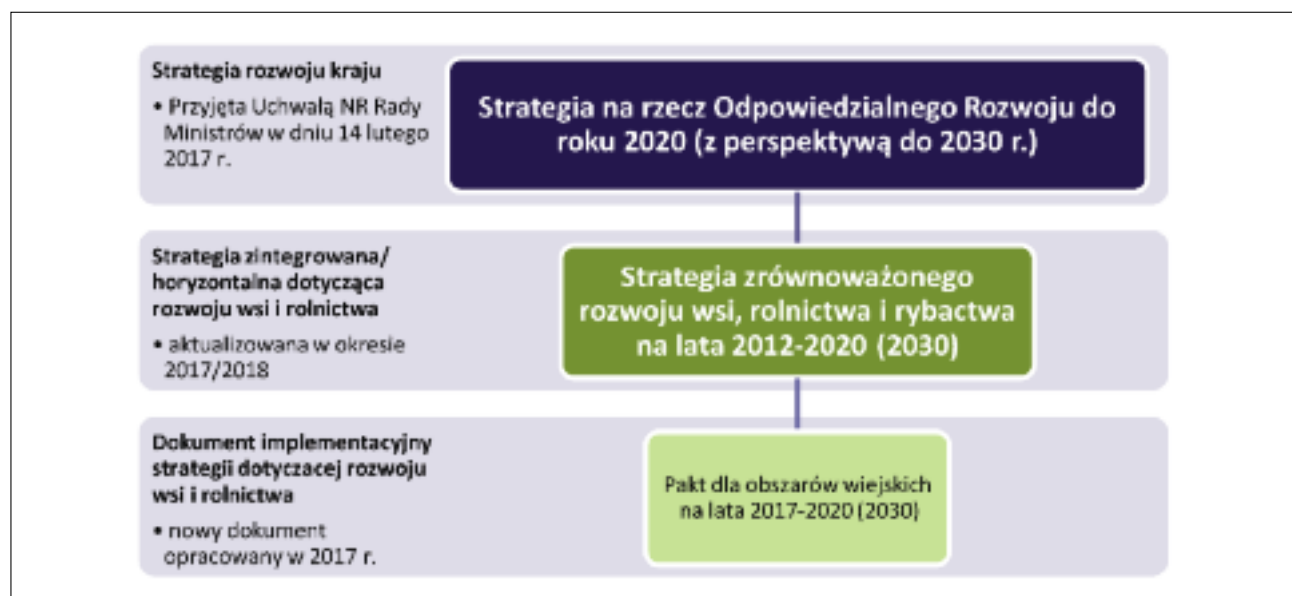 Strategia rozwoju kraju
• Przyjęta Uchwałą NR Rady
Ministrów w dniu 14 lutego
2017 r.
Strategia na rzecz Odpowiedzialnego Rozwoju do
roku 2020 (z perspektywą do 2030 r.)
Strategia zintegrowana/
horyzontalna dotycząca
rozwoju wsi i rolnictwa
• aktualizowana w okresie
2017/2018
Strategia zrównoważonego
rozwoju wsi, rolnictwa i rybactwa
na lata 2012-2020 (2030)
Dokument implementacyjny
strategii dotyczacej rozwoju
wsi i rolnictwa
• nowy dokument
opracowany w 2017 r.
Pakt dla obszarów wiejskich
na lata 2017-2020 (2030)